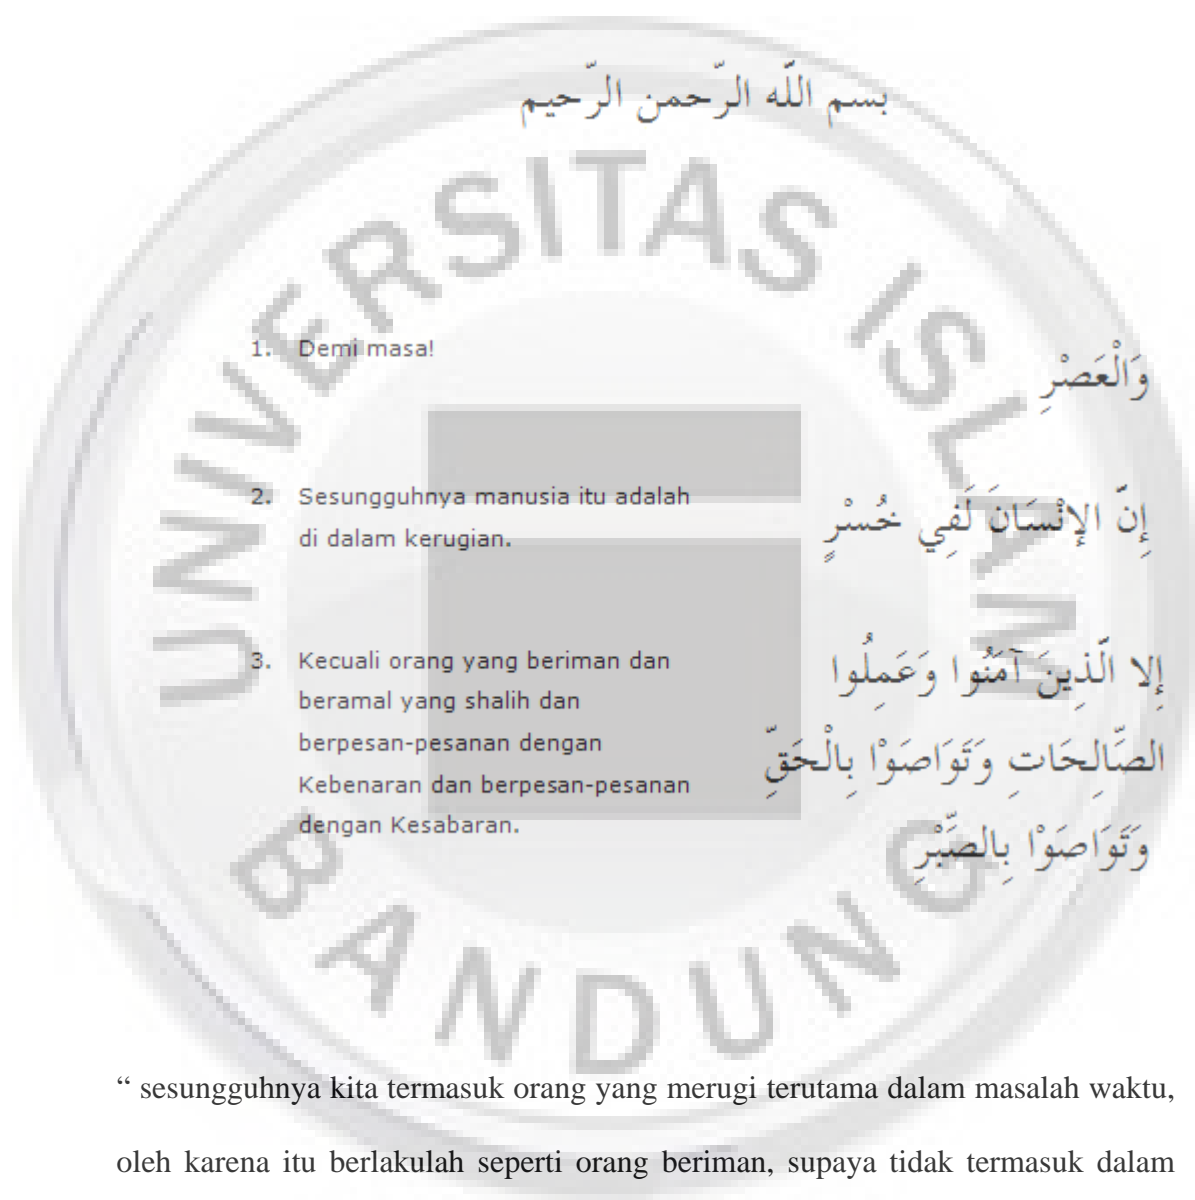 بسم اللّه الرّحمن الرّحيم
UNIVERSITAS ISLAM
1. Demi masa!
وَالْعَصْرِ
2. Sesungguhnya manusia itu adalah
di dalam kerugian.
إِنَّ الإِنْسَانَ لَفِي خُسْرٍ
3. Kecuali orang yang beriman dan
beramal yang shalih dan
berpesan-pesanan dengan
Kebenaran dan berpesan-pesanan
dengan Kesabaran.
إِلا الَّذِينَ آمَنُوا وَعَمِلُوا
الصَّالِحَاتِ وَتَوَاصَوْا بِالْحَقِّ
وَتَوَاصَوْا بِالصَّبْرِ
BANDUNG
“ sesungguhnya kita termasuk orang yang merugi terutama dalam masalah waktu,
oleh karena itu berlakulah seperti orang beriman, supaya tidak termasuk dalam